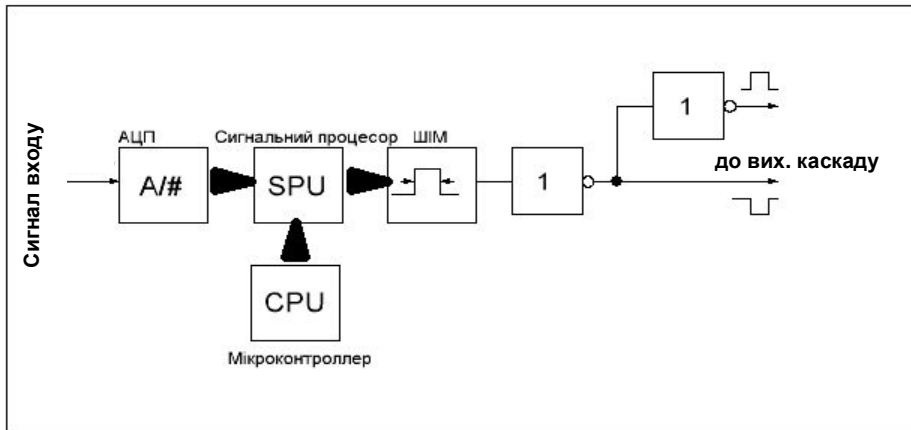 Сигнал входу
АЦП
A/#
Сигнальний процесор
SPU
ШІМ
CPU
Мікроконтроллер
1
1
до вих. каскаду